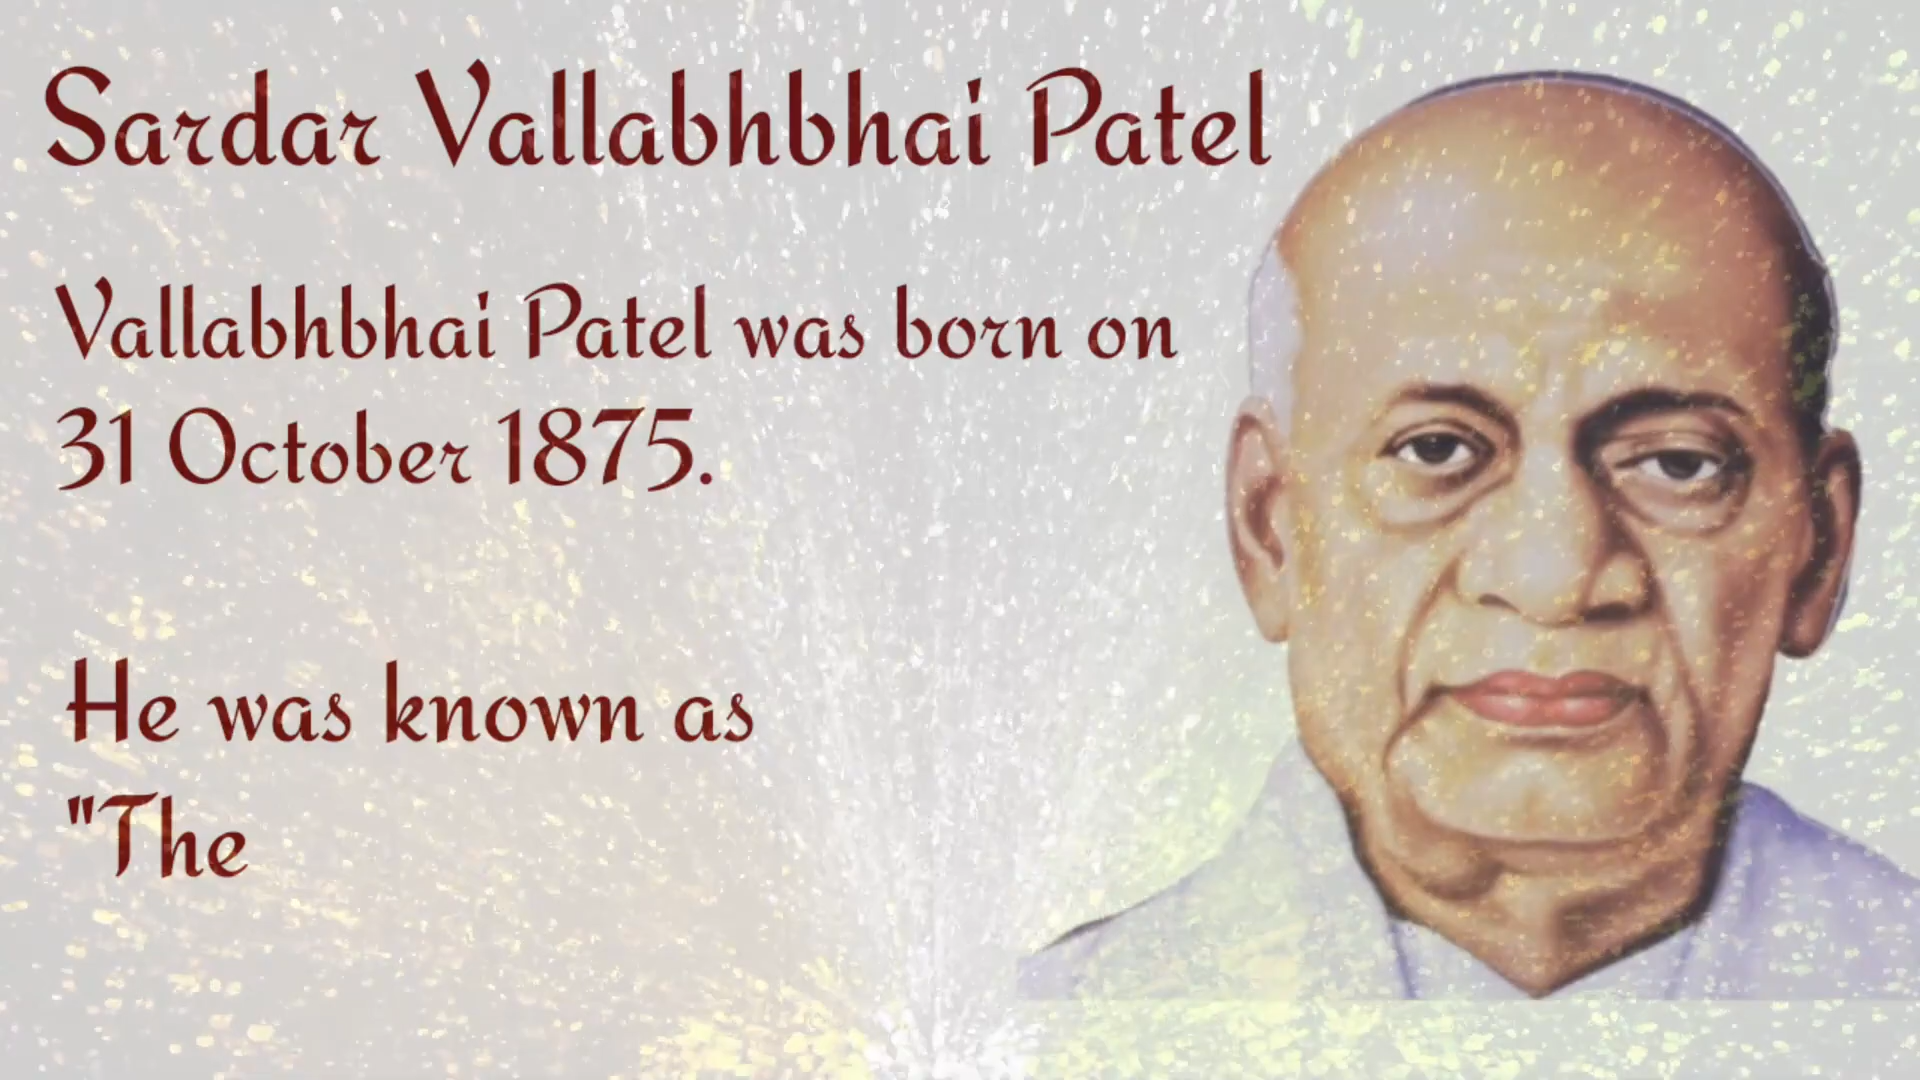 Sardar Vallabhbhai Patel
Vallabhbhai Patel was born on
31 October 1875.
He was known as
"The